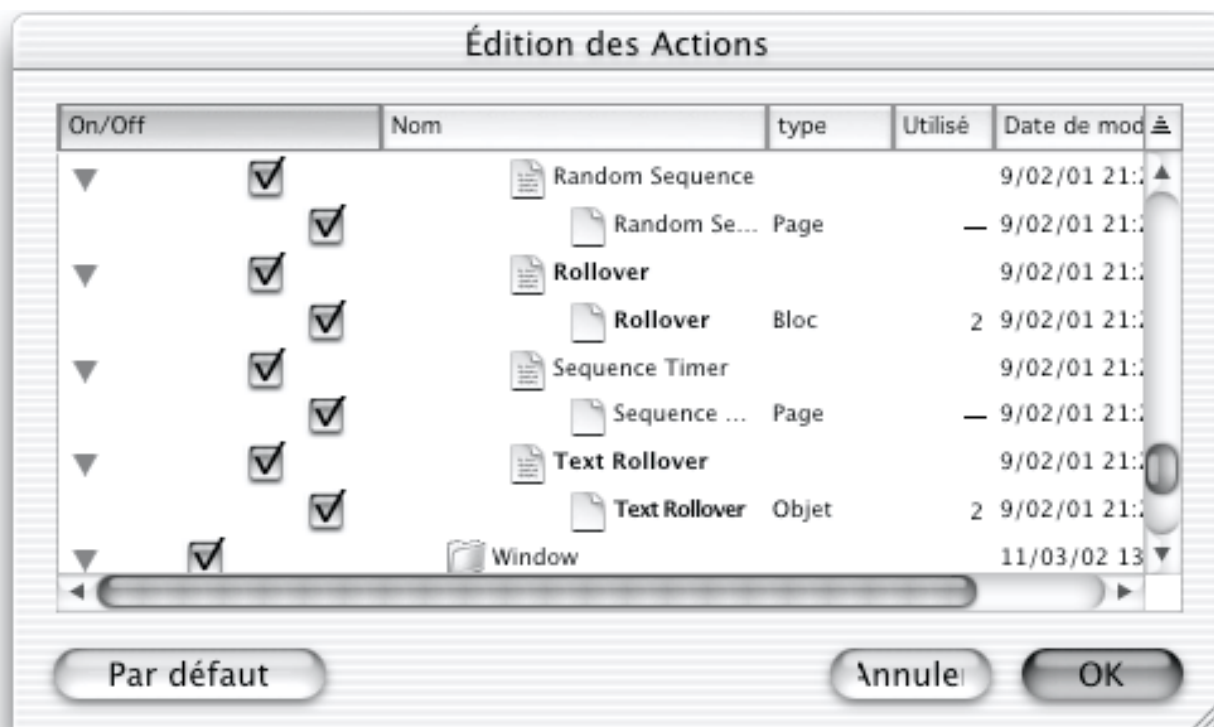 Édition des Actions
On/Off Nom type Utilisé Date de mod
Random Sequence 9/02/01 21:2
Random Se... Page — 9/02/01 21:2
Rollover 9/02/01 21:2
Rollover Bloc 2 9/02/01 21:2
Sequence Timer 9/02/01 21:2
Sequence ... Page — 9/02/01 21:2
Text Rollover 9/02/01 21:2
Text Rollover Objet 2 9/02/01 21:2
Window 11/03/02 13
Par défaut Annuler OK